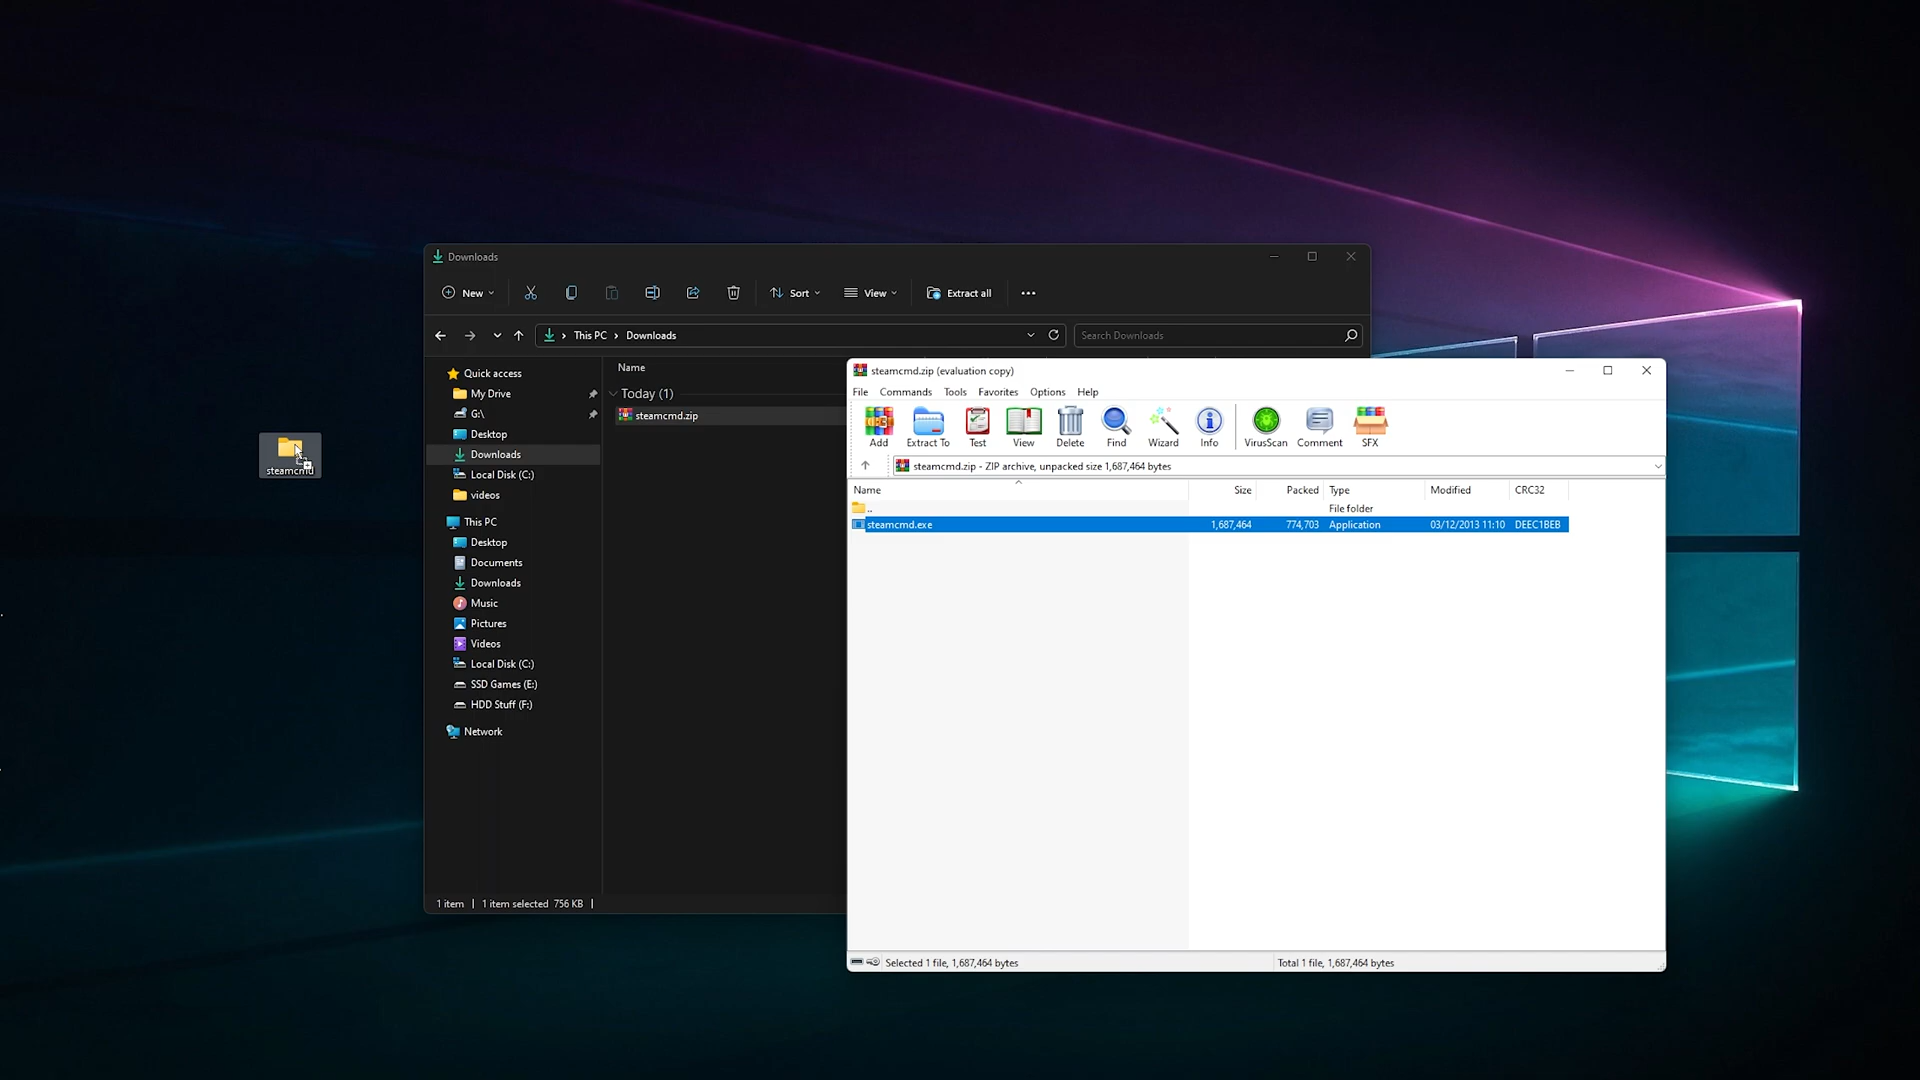 Downloads
New
Sort
View
Extract all
This PC
Downloads
Search Downloads
Quick access
My Drive
G:\
Desktop
Downloads
Local Disk (C:)
videos
This PC
Desktop
Documents
Downloads
Music
Pictures
Videos
Local Disk (C:)
SSD Games (E:)
HDD Stuff (F:)
Network
Name
Today (1)
steamcmd.zip
1 item | 1 item selected 756 KB |
steamcmd
steamcmd.zip (evaluation copy)
File Commands Tools Favorites Options Help
Add Extract To Test View Delete Find Wizard Info VirusScan Comment SFX
steamcmd.zip - ZIP archive, unpacked size 1,687,464 bytes
Name Size Packed Type Modified CRC32
.. File folder
steamcmd.exe 1,687,464 774,703 Application 03/12/2013 11:10 DEEC1BEB
Selected 1 file, 1,687,464 bytes
Total 1 file, 1,687,464 bytes